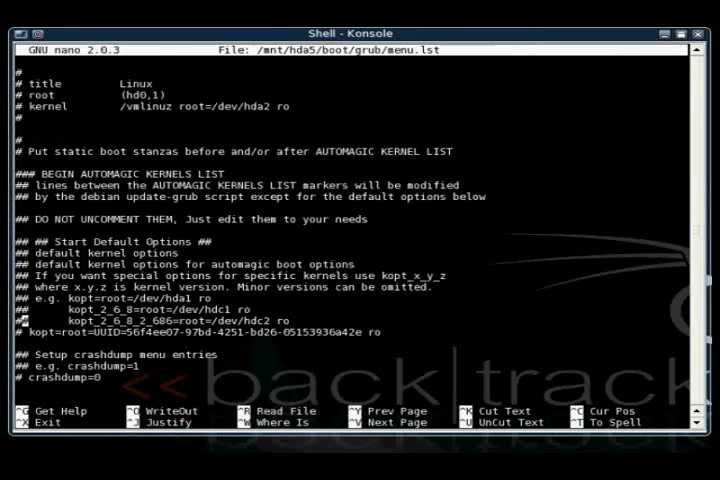 Shell - Konsole
GNU nano 2.0.3 File: /mnt/hda5/boot/grub/menu.lst
#
# title Linux
# root (hd0,1)
# kernel /vmlinuz root=/dev/hda2 ro
#
#
# Put static boot stanzas before and/or after AUTOMAGIC KERNEL LIST
### BEGIN AUTOMAGIC KERNELS LIST
## lines between the AUTOMAGIC KERNELS LIST markers will be modified
## by the debian update-grub script except for the default options below
## DO NOT UNCOMMENT THEM, Just edit them to your needs
## ## Start Default Options ##
## default kernel options
## default kernel options for automagic boot options
## If you want special options for specific kernels use kopt_x_y_z
## where x.y.z is kernel version. Minor versions can be omitted.
## e.g. kopt=root=/dev/hda1 ro
## kopt_2_6_8=root=/dev/hdc1 ro
## kopt_2_6_8_2_686=root=/dev/hdc2 ro
# kopt=root=UUID=56f4ee07-97bd-4251-bd26-05153936a42e ro
## Setup crashdump menu entries
## e.g. crashdump=1
# crashdump=0
<<back|track
^G Get Help ^O WriteOut ^R Read File ^Y Prev Page ^K Cut Text ^C Cur Pos
^X Exit ^J Justify ^W Where Is ^V Next Page ^U UnCut Text ^T To Spell